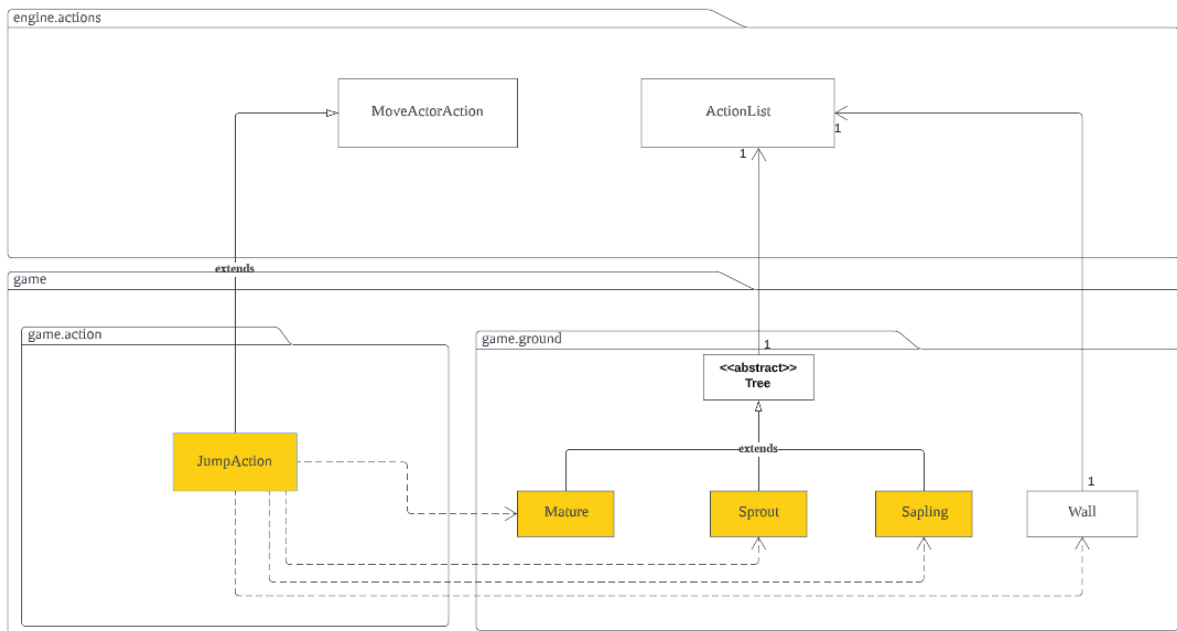 engine.actions
MoveActorAction
ActionList
1
1
extends
game
game.action
game.ground
1
<<abstract>>
Tree
extends
JumpAction
1
Mature
Sprout
Sapling
Wall